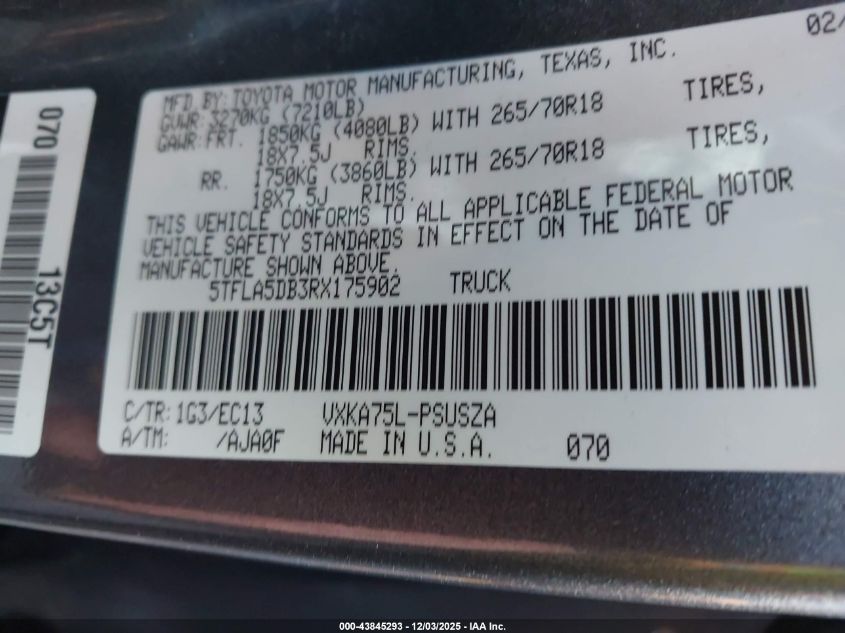 02/
MFD.BY:TOYOTA MOTOR MANUFACTURING, TEXAS, INC.
GVWR:3270KG (7210LB)
GAWR:FRT. 1850KG (4080LB) WITH 265/70R18 TIRES,
18X7.5J RIMS.
RR. 1750KG (3860LB) WITH 265/70R18 TIRES,
18X7.5J RIMS.
THIS VEHICLE CONFORMS TO ALL APPLICABLE FEDERAL MOTOR
VEHICLE SAFETY STANDARDS IN EFFECT ON THE DATE OF
MANUFACTURE SHOWN ABOVE.
5TFLA5DB3RX175902 TRUCK
C/TR:1G3/EC13 VXKA75L-PSUSZA
A/TM: /AJA0F MADE IN U.S.A. 070
070 13C5T
000-43845293 - 12/03/2025 - IAA Inc.